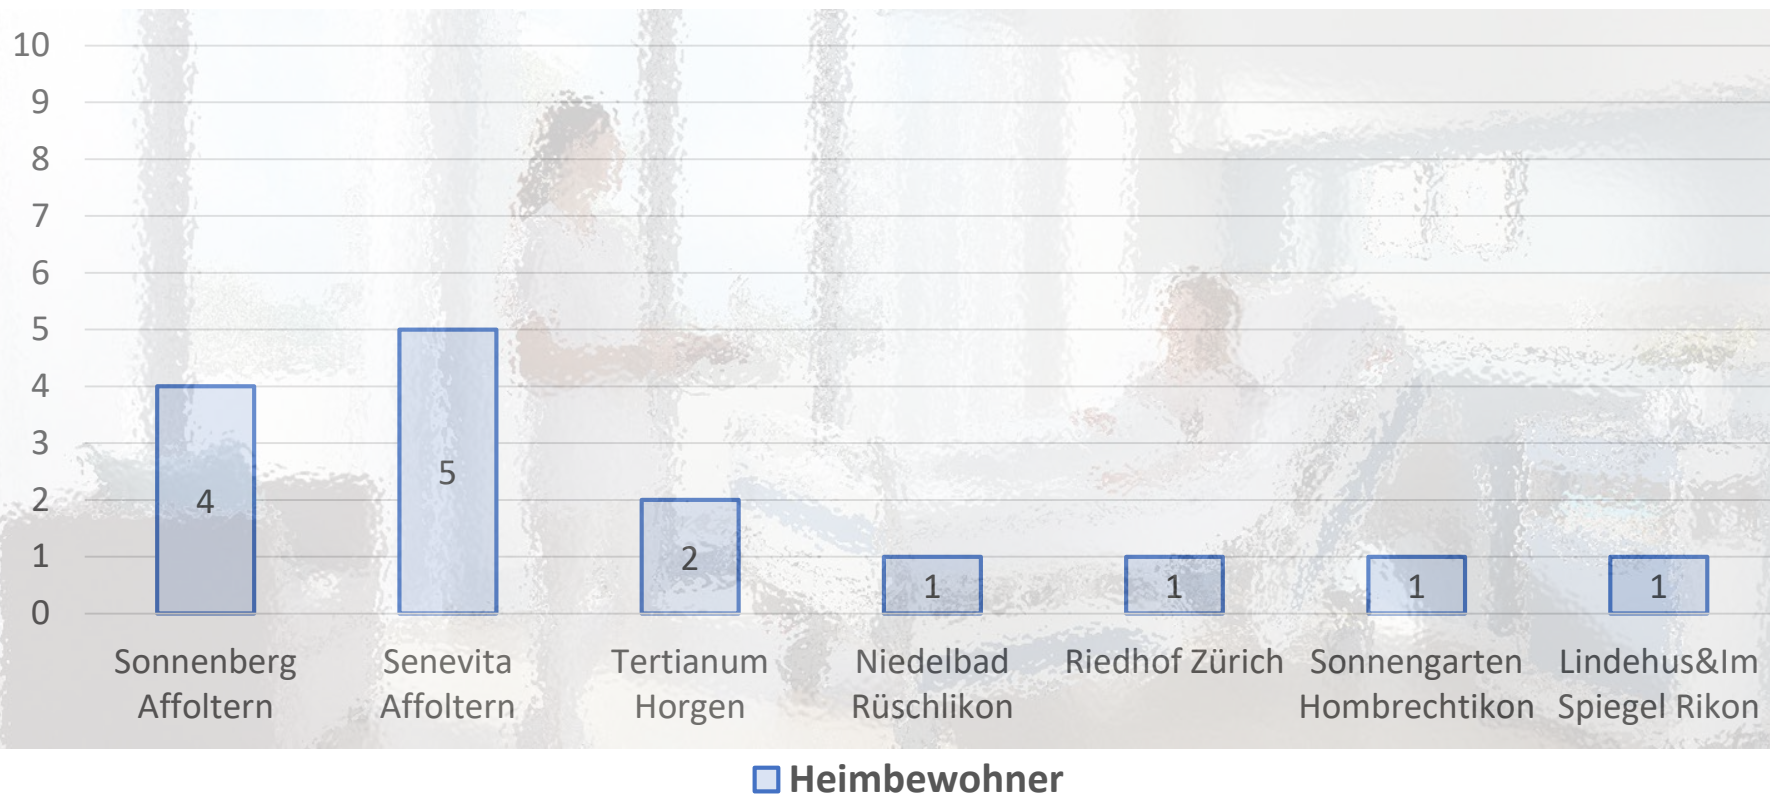 10
9
8
7
6
5
4
3
2
1
0
4
5
2
1
1
1
1
Sonnenberg
Affoltern
Senevita
Affoltern
Tertianum
Horgen
Niedelbad
Rüschlikon
Riedhof Zürich
Sonnengarten
Hombrechtikon
Lindehus&Im
Spiegel Rikon
Heimbewohner